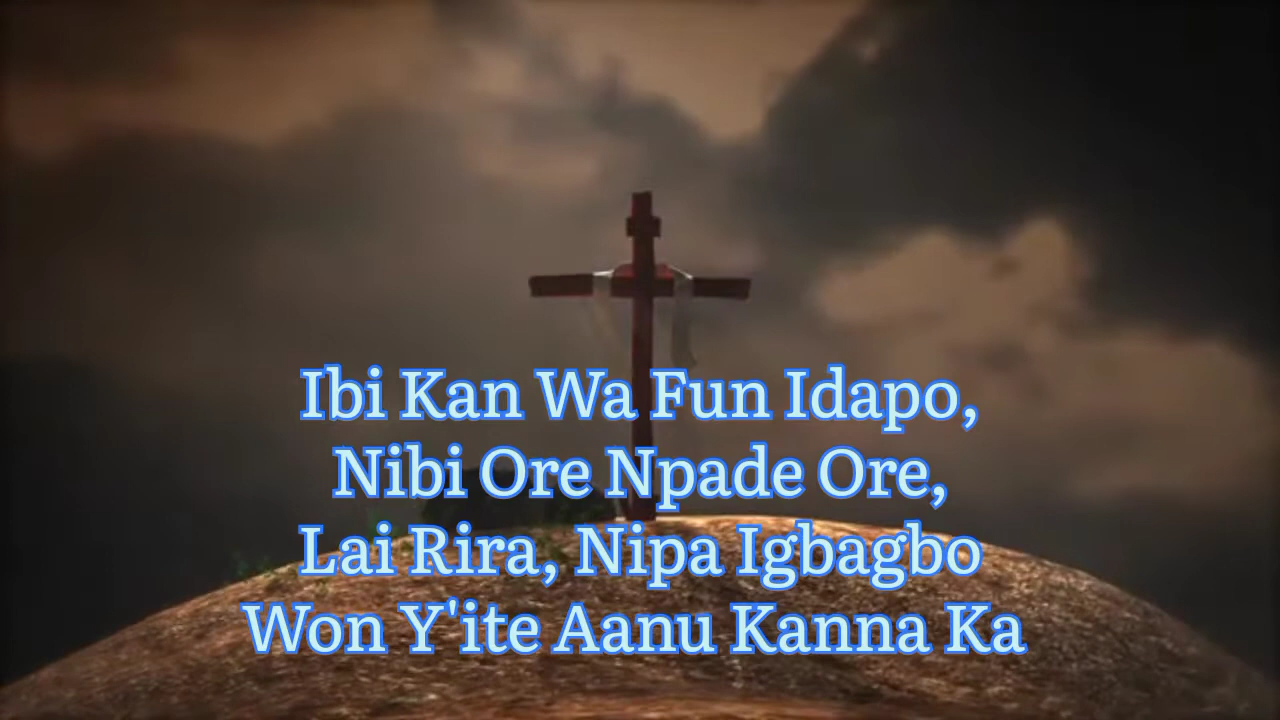 Ibi Kan Wa Fun Idapo,
Nibi Ore Npade Ore,
Lai Rira, Nipa Igbagbo
Won Y'ite Aanu Kanna Ka